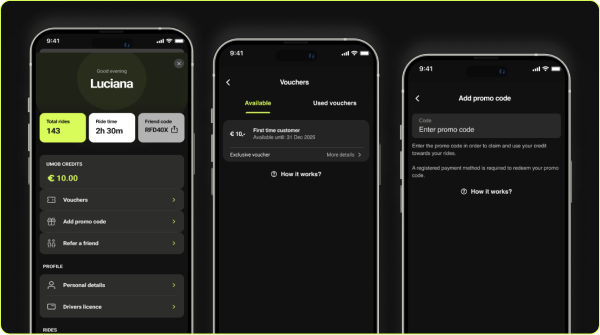 9:41
Good evening
Luciana
Total rides
143
Ride time
2h 30m
Friend code
RFD40X
UMOB CREDITS
€ 10.00
Vouchers
Add promo code
Refer a friend
PROFILE
Personal details
Drivers licence
RIDES
9:41
Vouchers
Available
Used vouchers
€ 10,-
First time customer
Available until: 31 Dec 2025
Exclusive voucher
More details
How it works?
9:41
Add promo code
Code
Enter promo code
Enter the promo code in order to claim and use your credit
towards your rides.
A registered payment method is required to redeem your promo
code.
How it works?